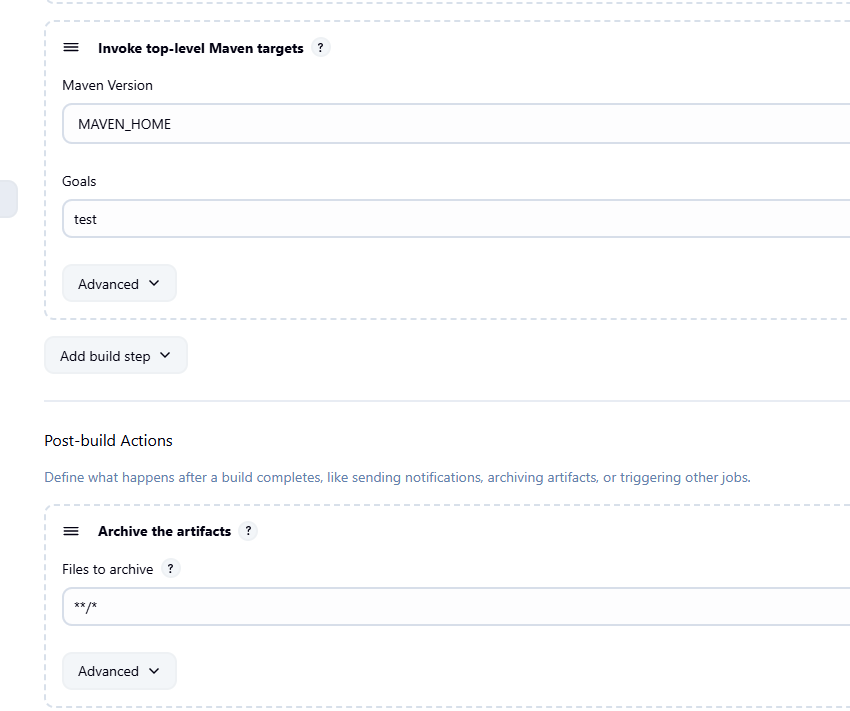 Invoke top-level Maven targets ?
Maven Version
MAVEN_HOME
Goals
test
Advanced
Add build step
Post-build Actions
Define what happens after a build completes, like sending notifications, archiving artifacts, or triggering other jobs.
Archive the artifacts ?
Files to archive ?
**/*
Advanced